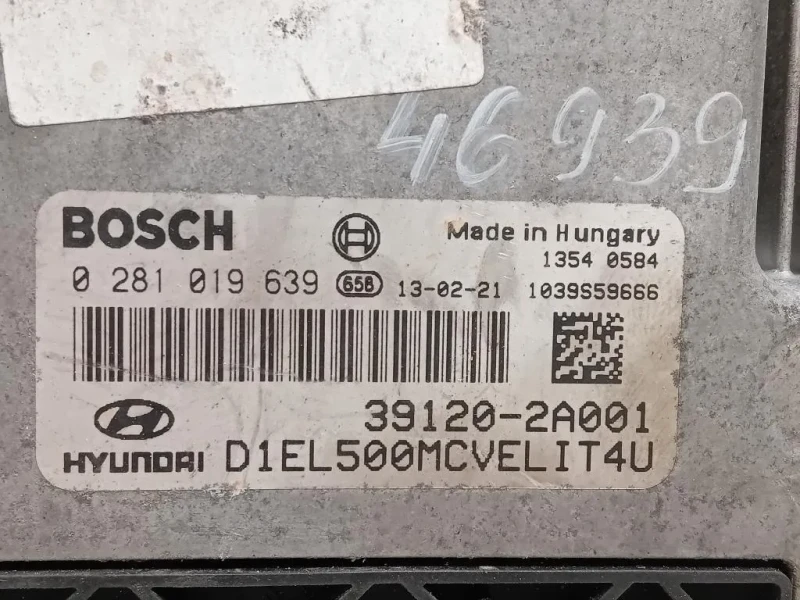 46939
BOSCH
Made in Hungary
1354 0584
0 281 019 639 658 13-02-21 1039S59666
39120-2A001
HYUNDAI D1EL500MCVELIT4U